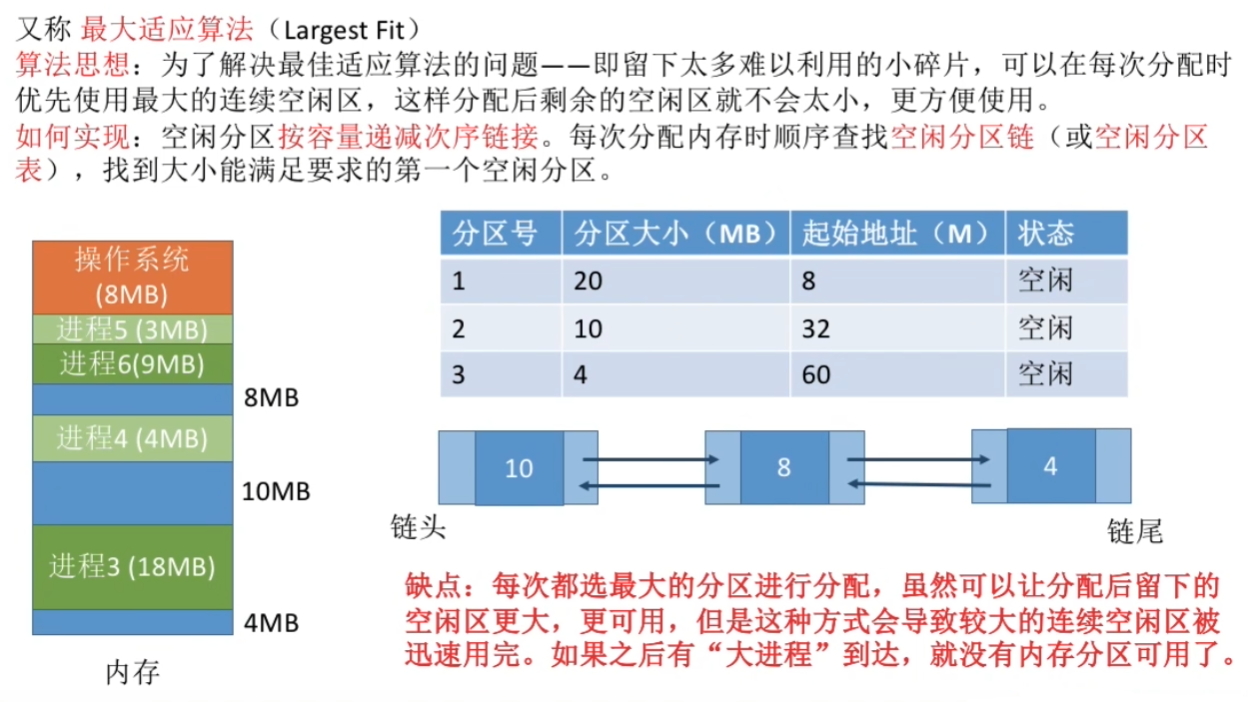 又称 最大适应算法（Largest Fit）
算法思想：为了解决最佳适应算法的问题——即留下太多难以利用的小碎片，可以在每次分配时
优先使用最大的连续空闲区，这样分配后剩余的空闲区就不会太小，更方便使用。
如何实现：空闲分区按容量递减次序链接。每次分配内存时顺序查找空闲分区链（或空闲分区
表），找到大小能满足要求的第一个空闲分区。
操作系统
(8MB)
进程5 (3MB)
进程6(9MB)
8MB
进程4 (4MB)
10MB
进程3 (18MB)
4MB
内存
分区号 分区大小（MB） 起始地址（M） 状态
1 20 8 空闲
2 10 32 空闲
3 4 60 空闲
10 8 4
链头 链尾
缺点：每次都选最大的分区进行分配，虽然可以让分配后留下的
空闲区更大，更可用，但是这种方式会导致较大的连续空闲区被
迅速用完。如果之后有“大进程”到达，就没有内存分区可用了。